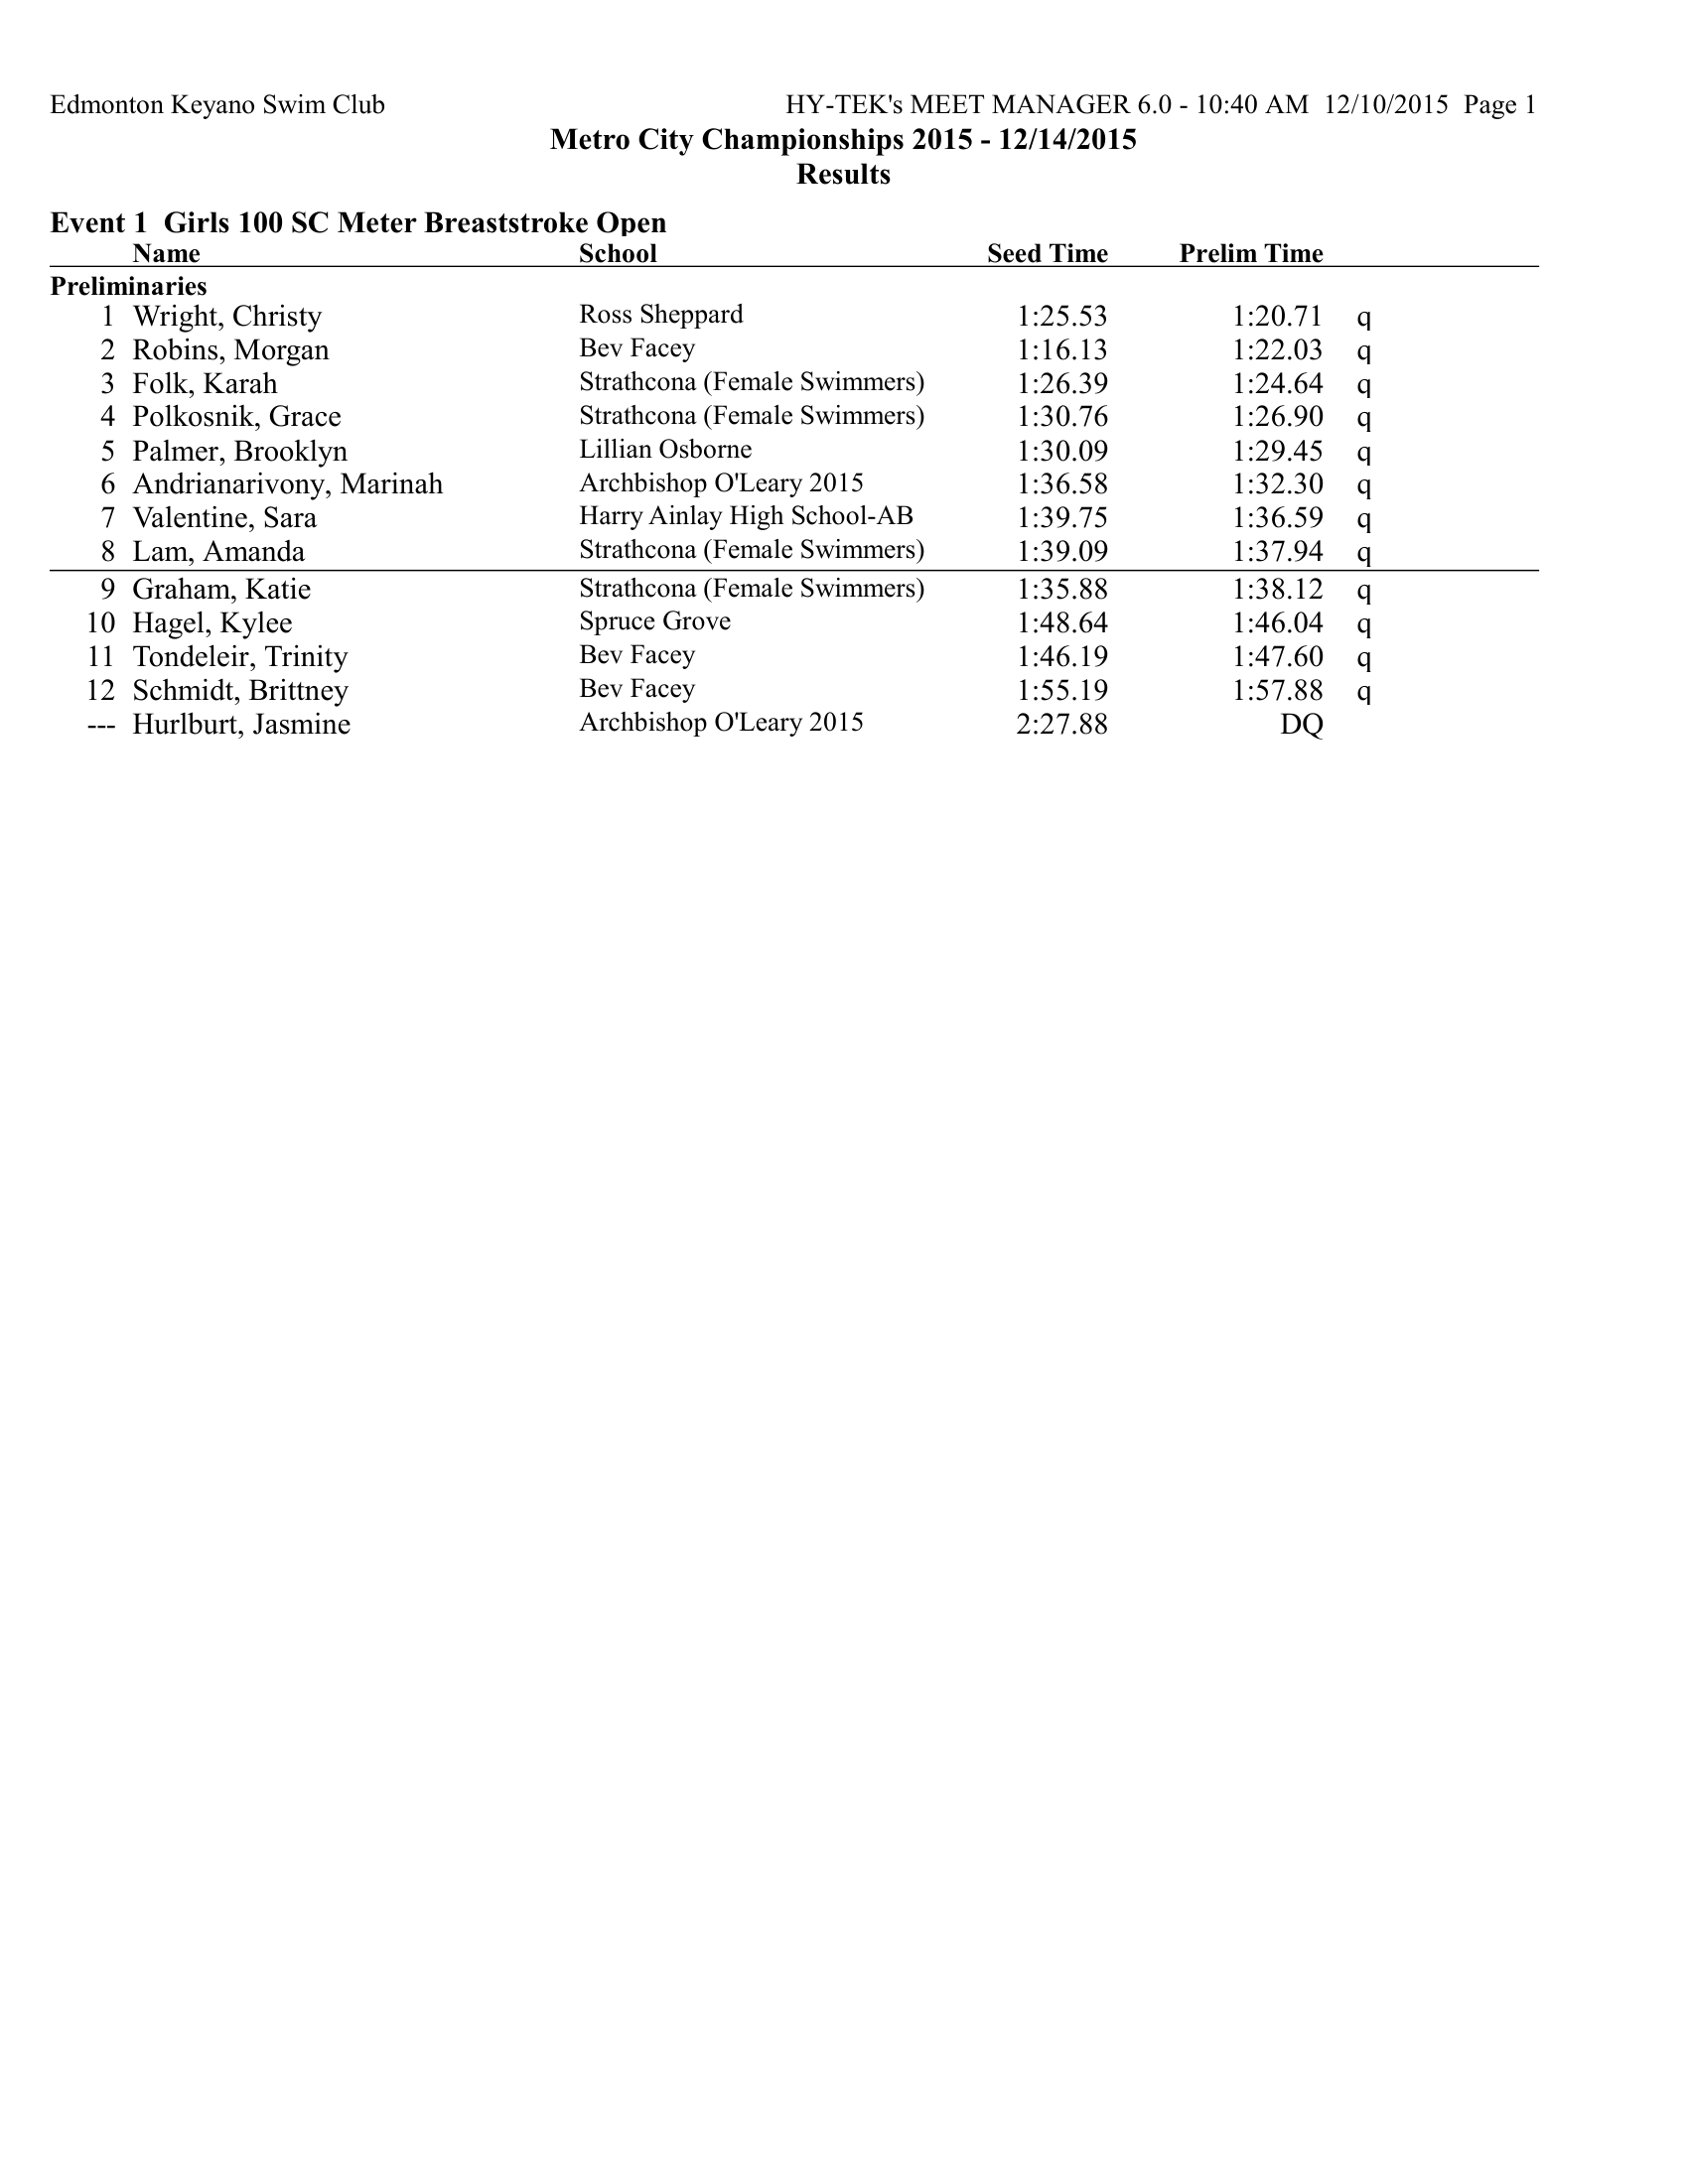 Edmonton Keyano Swim Club HY-TEK's MEET MANAGER 6.0 - 10:40 AM 12/10/2015 Page 1
Metro City Championships 2015 - 12/14/2015
Results
Event 1 Girls 100 SC Meter Breaststroke Open
Name School Seed Time Prelim Time
Preliminaries
1 Wright, Christy Ross Sheppard 1:25.53 1:20.71 q
2 Robins, Morgan Bev Facey 1:16.13 1:22.03 q
3 Folk, Karah Strathcona (Female Swimmers) 1:26.39 1:24.64 q
4 Polkosnik, Grace Strathcona (Female Swimmers) 1:30.76 1:26.90 q
5 Palmer, Brooklyn Lillian Osborne 1:30.09 1:29.45 q
6 Andrianarivony, Marinah Archbishop O'Leary 2015 1:36.58 1:32.30 q
7 Valentine, Sara Harry Ainlay High School-AB 1:39.75 1:36.59 q
8 Lam, Amanda Strathcona (Female Swimmers) 1:39.09 1:37.94 q
9 Graham, Katie Strathcona (Female Swimmers) 1:35.88 1:38.12 q
10 Hagel, Kylee Spruce Grove 1:48.64 1:46.04 q
11 Tondeleir, Trinity Bev Facey 1:46.19 1:47.60 q
12 Schmidt, Brittney Bev Facey 1:55.19 1:57.88 q
--- Hurlburt, Jasmine Archbishop O'Leary 2015 2:27.88 DQ